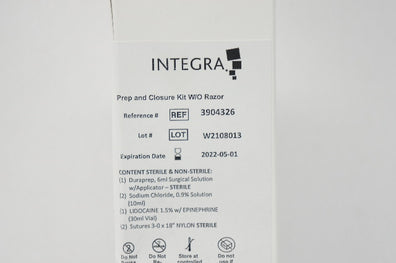 INTEGRA
Prep and Closure Kit W/O Razor
Reference # REF 3904326
Lot # LOT W2108013
Expiration Date 2022-05-01
CONTENT STERILE & NON-STERILE:
(1) Duraprep, 6ml Surgical Solution
w/Applicator – STERILE
(2) Sodium Chloride, 0.9% Solution
(10ml)
(1) LIDOCAINE 1.5% w/ EPINEPHRINE
(30ml Vial)
(2) Sutures 3-0 x 18" NYLON STERILE
Do Not Do Not Store at Do not
Re- controlled use if